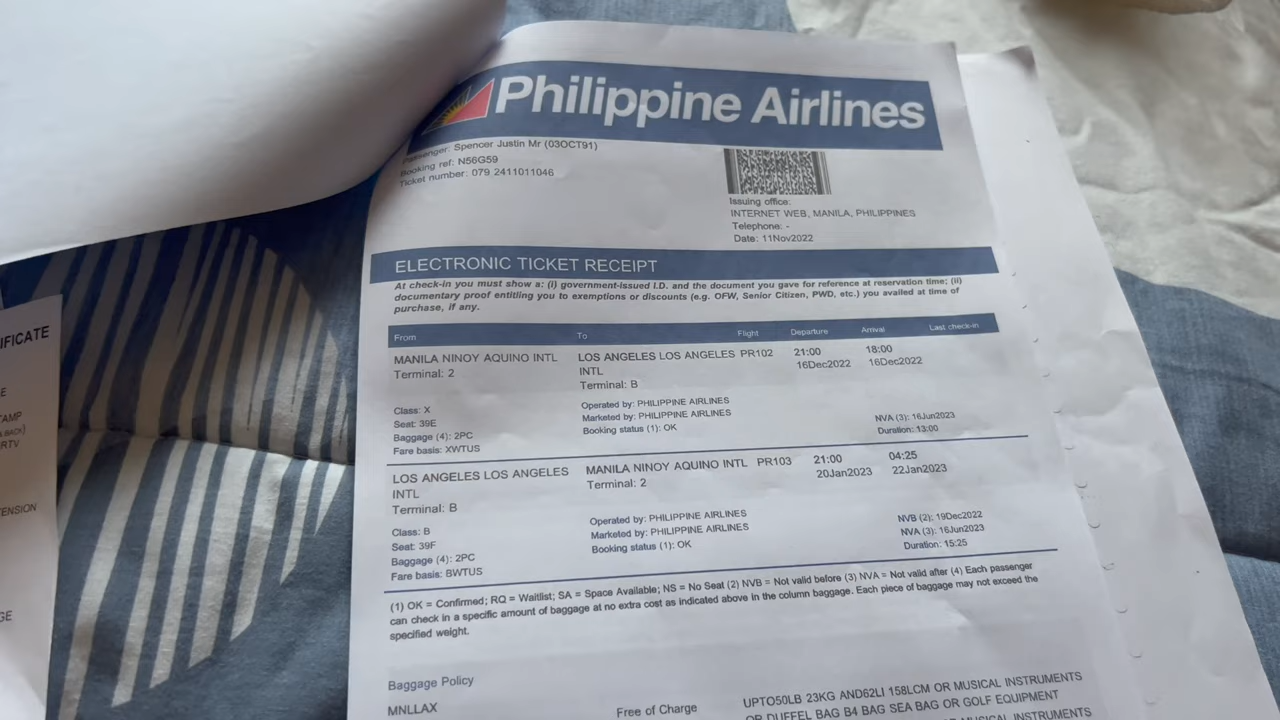 Philippine Airlines
Passenger: Spencer Justin Mr (03OCT91)
Booking ref: N56G59
Ticket number: 079 2411011046
Issuing office:
INTERNET WEB, MANILA, PHILIPPINES
Telephone: -
Date: 11Nov2022
ELECTRONIC TICKET RECEIPT
At check-in you must show a: (i) government-issued I.D. and the document you gave for reference at reservation time; (ii)
documentary proof entitling you to exemptions or discounts (e.g. OFW, Senior Citizen, PWD, etc.) you availed at time of
purchase, if any.
From To Flight Departure Arrival Last check-in
MANILA NINOY AQUINO INTL LOS ANGELES LOS ANGELES PR102 21:00 18:00
INTL 16Dec2022 16Dec2022
Terminal: 2 Terminal: B
Class: X Operated by: PHILIPPINE AIRLINES
Seat: 39E Marketed by: PHILIPPINE AIRLINES NVA (3): 16Jun2023
Baggage (4): 2PC Booking status (1): OK Duration: 13:00
Fare basis: XWTUS
LOS ANGELES LOS ANGELES MANILA NINOY AQUINO INTL PR103 21:00 04:25
INTL Terminal: 2 20Jan2023 22Jan2023
Terminal: B
Class: B Operated by: PHILIPPINE AIRLINES NVB (2): 19Dec2022
Seat: 39F Marketed by: PHILIPPINE AIRLINES NVA (3): 16Jun2023
Baggage (4): 2PC Booking status (1): OK Duration: 15:25
Fare basis: BWTUS
(1) OK = Confirmed; RQ = Waitlist; SA = Space Available; NS = No Seat (2) NVB = Not valid before (3) NVA = Not valid after (4) Each passenger
can check in a specific amount of baggage at no extra cost as indicated above in the column baggage. Each piece of baggage may not exceed the
specified weight.
Baggage Policy
MNLLAX Free of Charge UPTO50LB 23KG AND62LI 158LCM OR MUSICAL INSTRUMENTS
OR DUFFEL BAG B4 BAG SEA BAG OR GOLF EQUIPMENT
MUSICAL INSTRUMENTS
IFICATE
E
AMP
RTV
ENSION
GE